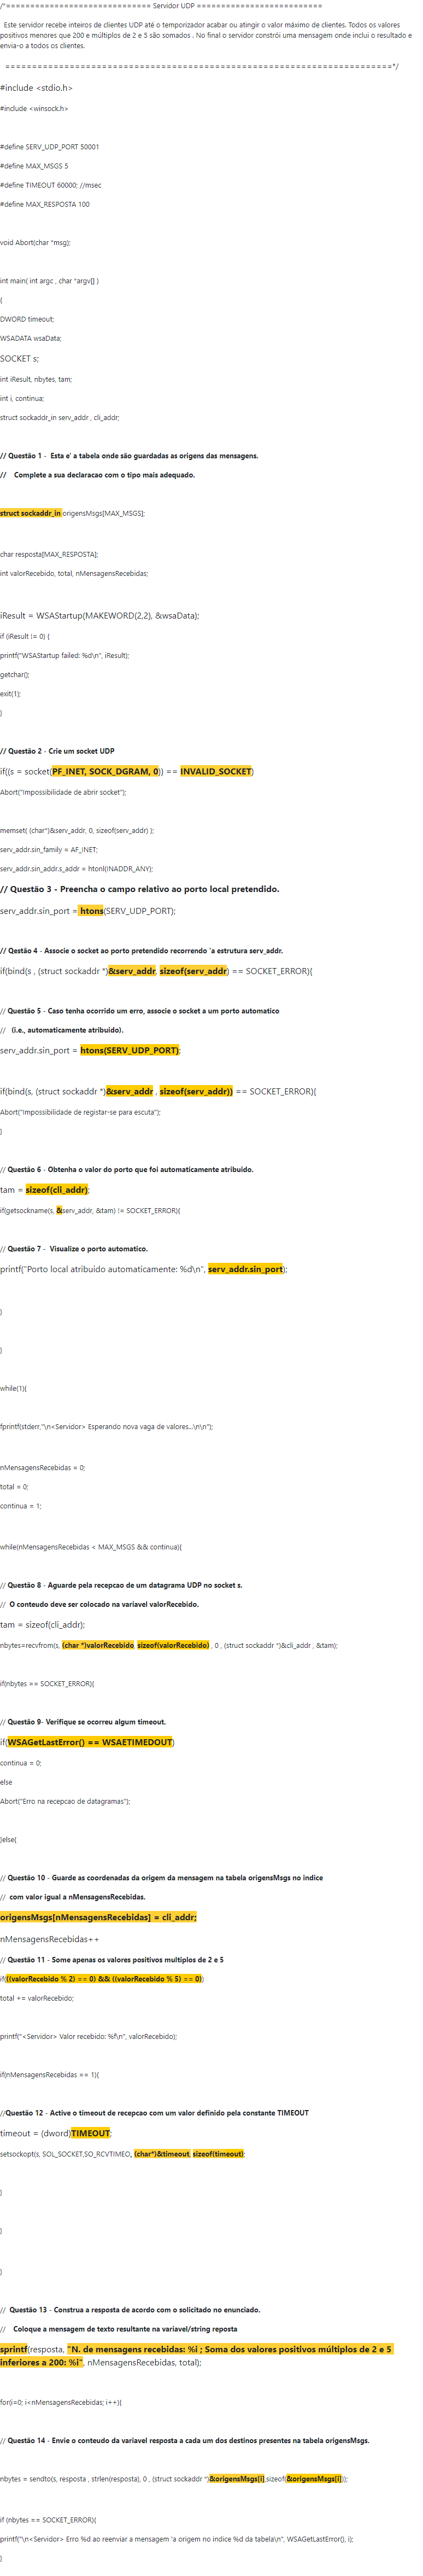 /*============================== Servidor UDP ==========================
Este servidor recebe inteiros de clientes UDP até o temporizador acabar ou atingir o valor máximo de clientes. Todos os valores
positivos menores que 200 e múltiplos de 2 e 5 são somados . No final o servidor constrói uma mensagem onde inclui o resultado e
envia-o a todos os clientes.
==============================================================================*/
#include <stdio.h>
#include <winsock.h>
#define SERV_UDP_PORT 50001
#define MAX_MSGS 5
#define TIMEOUT 60000; //msec
#define MAX_RESPOSTA 100
void Abort(char *msg);
int main( int argc , char *argv[] )
{
DWORD timeout;
WSADATA wsaData;
SOCKET s;
int iResult, nbytes, tam;
int i, continua;
struct sockaddr_in serv_addr , cli_addr;
// Questão 1 - Esta e' a tabela onde são guardadas as origens das mensagens.
// Complete a sua declaracao com o tipo mais adequado.
struct sockaddr_in origensMsgs[MAX_MSGS];
char resposta[MAX_RESPOSTA];
int valorRecebido, total, nMensagensRecebidas;
iResult = WSAStartup(MAKEWORD(2,2), &wsaData);
if (iResult != 0) {
printf("WSAStartup failed: %d\n", iResult);
getchar();
exit(1);
}
// Questão 2 - Crie um socket UDP
if((s = socket(PF_INET, SOCK_DGRAM, 0)) == INVALID_SOCKET)
Abort("Impossibilidade de abrir socket");
memset( (char*)&serv_addr, 0, sizeof(serv_addr) );
serv_addr.sin_family = AF_INET;
serv_addr.sin_addr.s_addr = htonl(INADDR_ANY);
// Questão 3 - Preencha o campo relativo ao porto local pretendido.
serv_addr.sin_port = htons(SERV_UDP_PORT);
// Qestão 4 - Associe o socket ao porto pretendido recorrendo 'a estrutura serv_addr.
if(bind(s , (struct sockaddr *)&serv_addr, sizeof(serv_addr) == SOCKET_ERROR){
// Questão 5 - Caso tenha ocorrido um erro, associe o socket a um porto automatico
// (i.e., automaticamente atribuido).
serv_addr.sin_port = htons(SERV_UDP_PORT);
if(bind(s, (struct sockaddr *)&serv_addr , sizeof(serv_addr)) == SOCKET_ERROR){
Abort("Impossibilidade de registar-se para escuta");
}
// Questão 6 - Obtenha o valor do porto que foi automaticamente atribuido.
tam = sizeof(cli_addr);
if(getsockname(s, &serv_addr, &tam) != SOCKET_ERROR){
// Questão 7 - Visualize o porto automatico.
printf("Porto local atribuido automaticamente: %d\n", serv_addr.sin_port);
}
}
while(1){
fprintf(stderr,"\n<Servidor> Esperando nova vaga de valores...\n\n");
nMensagensRecebidas = 0;
total = 0;
continua = 1;
while(nMensagensRecebidas < MAX_MSGS && continua){
// Questão 8 - Aguarde pela recepcao de um datagrama UDP no socket s.
// O conteudo deve ser colocado na variavel valorRecebido.
tam = sizeof(cli_addr);
nbytes=recvfrom(s, (char *)valorRecebido, sizeof(valorRecebido) , 0 , (struct sockaddr *)&cli_addr , &tam);
if(nbytes == SOCKET_ERROR){
// Questão 9- Verifique se ocorreu algum timeout.
if(WSAGetLastError() == WSAETIMEDOUT)
continua = 0;
else
Abort("Erro na recepcao de datagramas");
}else{
// Questão 10 - Guarde as coordenadas da origem da mensagem na tabela origensMsgs no indice
// com valor igual a nMensagensRecebidas.
origensMsgs[nMensagensRecebidas] = cli_addr;
nMensagensRecebidas++
// Questão 11 - Some apenas os valores positivos multiplos de 2 e 5
if(((valorRecebido % 2) == 0) && ((valorRecebido % 5) == 0))
total += valorRecebido;
printf("<Servidor> Valor recebido: %f\n", valorRecebido);
if(nMensagensRecebidas == 1){
//Questão 12 - Active o timeout de recepcao com um valor definido pela constante TIMEOUT
timeout = (dword)TIMEOUT;
setsockopt(s, SOL_SOCKET,SO_RCVTIMEO, (char*)&timeout, sizeof(timeout);
}
}
}
// Questão 13 - Construa a resposta de acordo com o solicitado no enunciado.
// Coloque a mensagem de texto resultante na variavel/string reposta
sprintf(resposta, "N. de mensagens recebidas: %i ; Soma dos valores positivos múltiplos de 2 e 5
inferiores a 200: %i", nMensagensRecebidas, total);
for(i=0; i<nMensagensRecebidas; i++){
// Questão 14 - Envie o conteudo da variavel resposta a cada um dos destinos presentes na tabela origensMsgs.
nbytes = sendto(s, resposta , strlen(resposta), 0 , (struct sockaddr *)&origensMsgs[i],sizeof(&origensMsgs[i]));
if (nbytes == SOCKET_ERROR){
printf("\n<Servidor> Erro %d ao reenviar a mensagem 'a origem no indice %d da tabela\n", WSAGetLastError(), i);
}